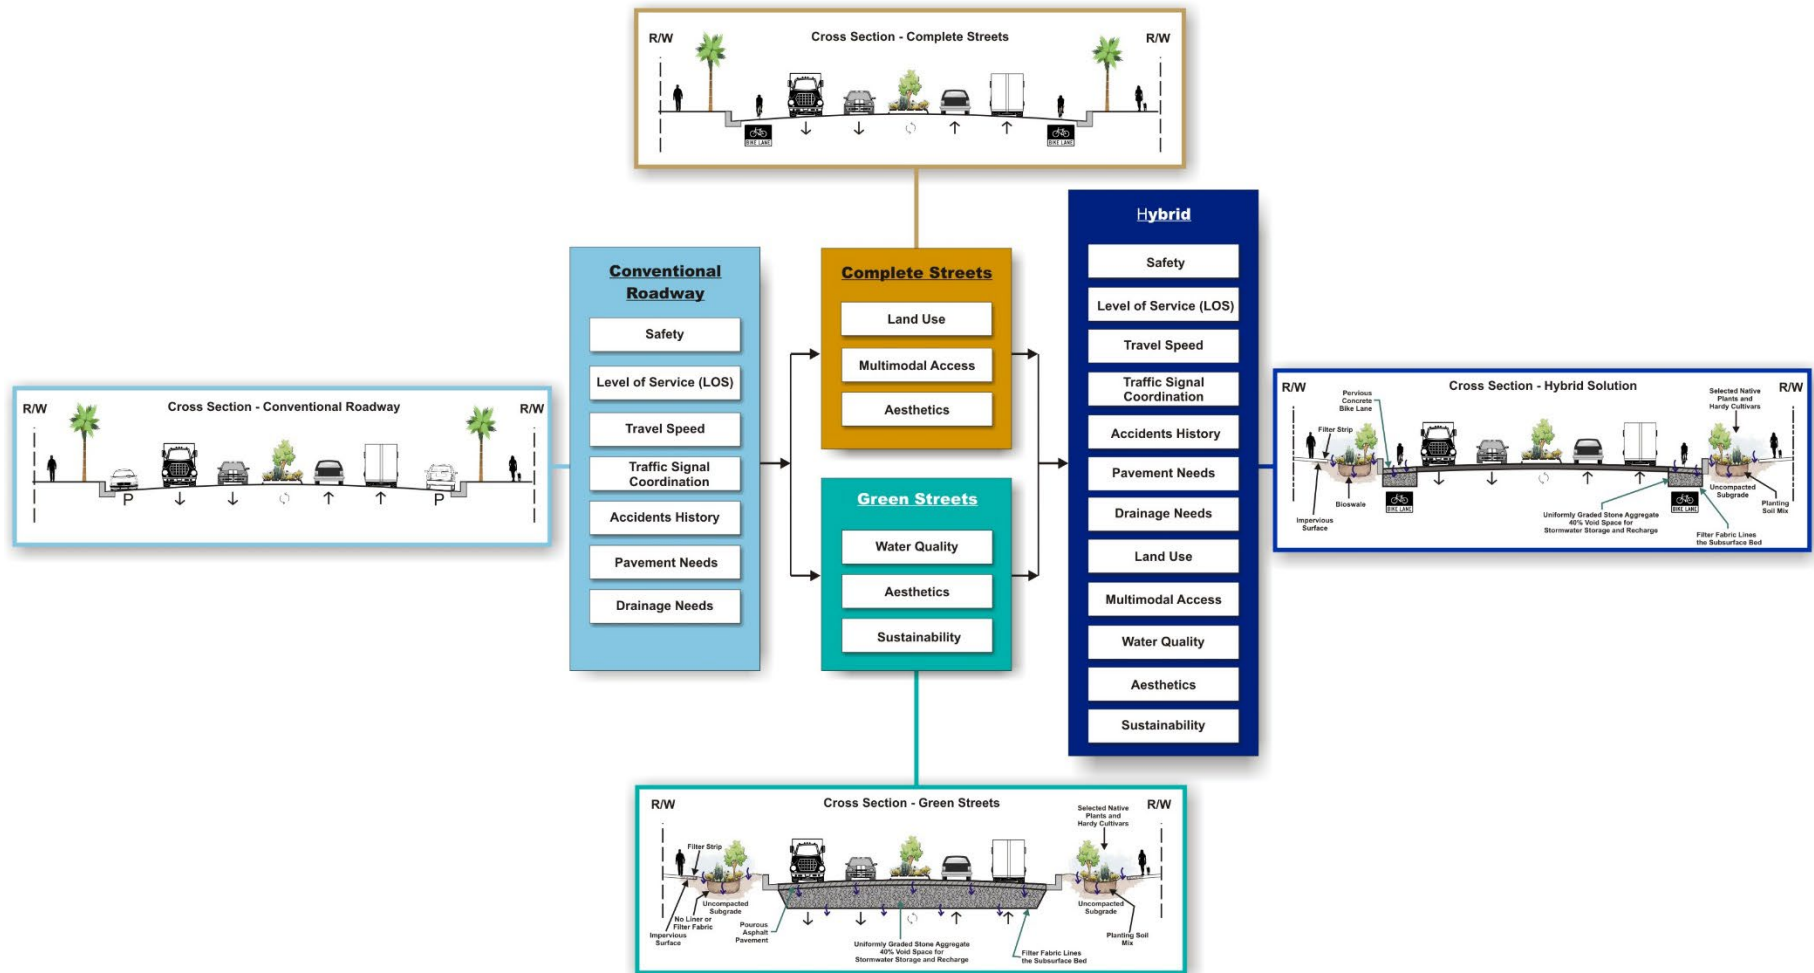 Cross Section - Complete Streets
R/W
R/W
BIKE LANE
BIKE LANE
Cross Section - Conventional Roadway
R/W
R/W
P
P
Conventional
Roadway
Safety
Level of Service (LOS)
Travel Speed
Traffic Signal
Coordination
Accidents History
Pavement Needs
Drainage Needs
Complete Streets
Land Use
Multimodal Access
Aesthetics
Green Streets
Water Quality
Aesthetics
Sustainability
Hybrid
Safety
Level of Service (LOS)
Travel Speed
Traffic Signal
Coordination
Accidents History
Pavement Needs
Drainage Needs
Land Use
Multimodal Access
Water Quality
Aesthetics
Sustainability
Cross Section - Hybrid Solution
R/W
R/W
Pervious
Concrete
Bike Lane
Selected Native
Plants and
Hardy Cultivars
Filter Strip
Bioswale
Impervious
Surface
BIKE LANE
BIKE LANE
Uncompacted
Subgrade
Planting
Soil Mix
Uniformly Graded Stone Aggregate
40% Void Space for
Stormwater Storage and Recharge
Filter Fabric Lines
the Subsurface Bed
Cross Section - Green Streets
R/W
R/W
Selected Native
Plants and
Hardy Cultivars
Filter Strip
Uncompacted
Subgrade
No Liner or
Filter Fabric
Impervious
Surface
Pourous
Asphalt
Pavement
Uniformly Graded Stone Aggregate
40% Void Space for
Stormwater Storage and Recharge
Filter Fabric Lines
the Subsurface Bed
Uncompacted
Subgrade
Planting Soil
Mix